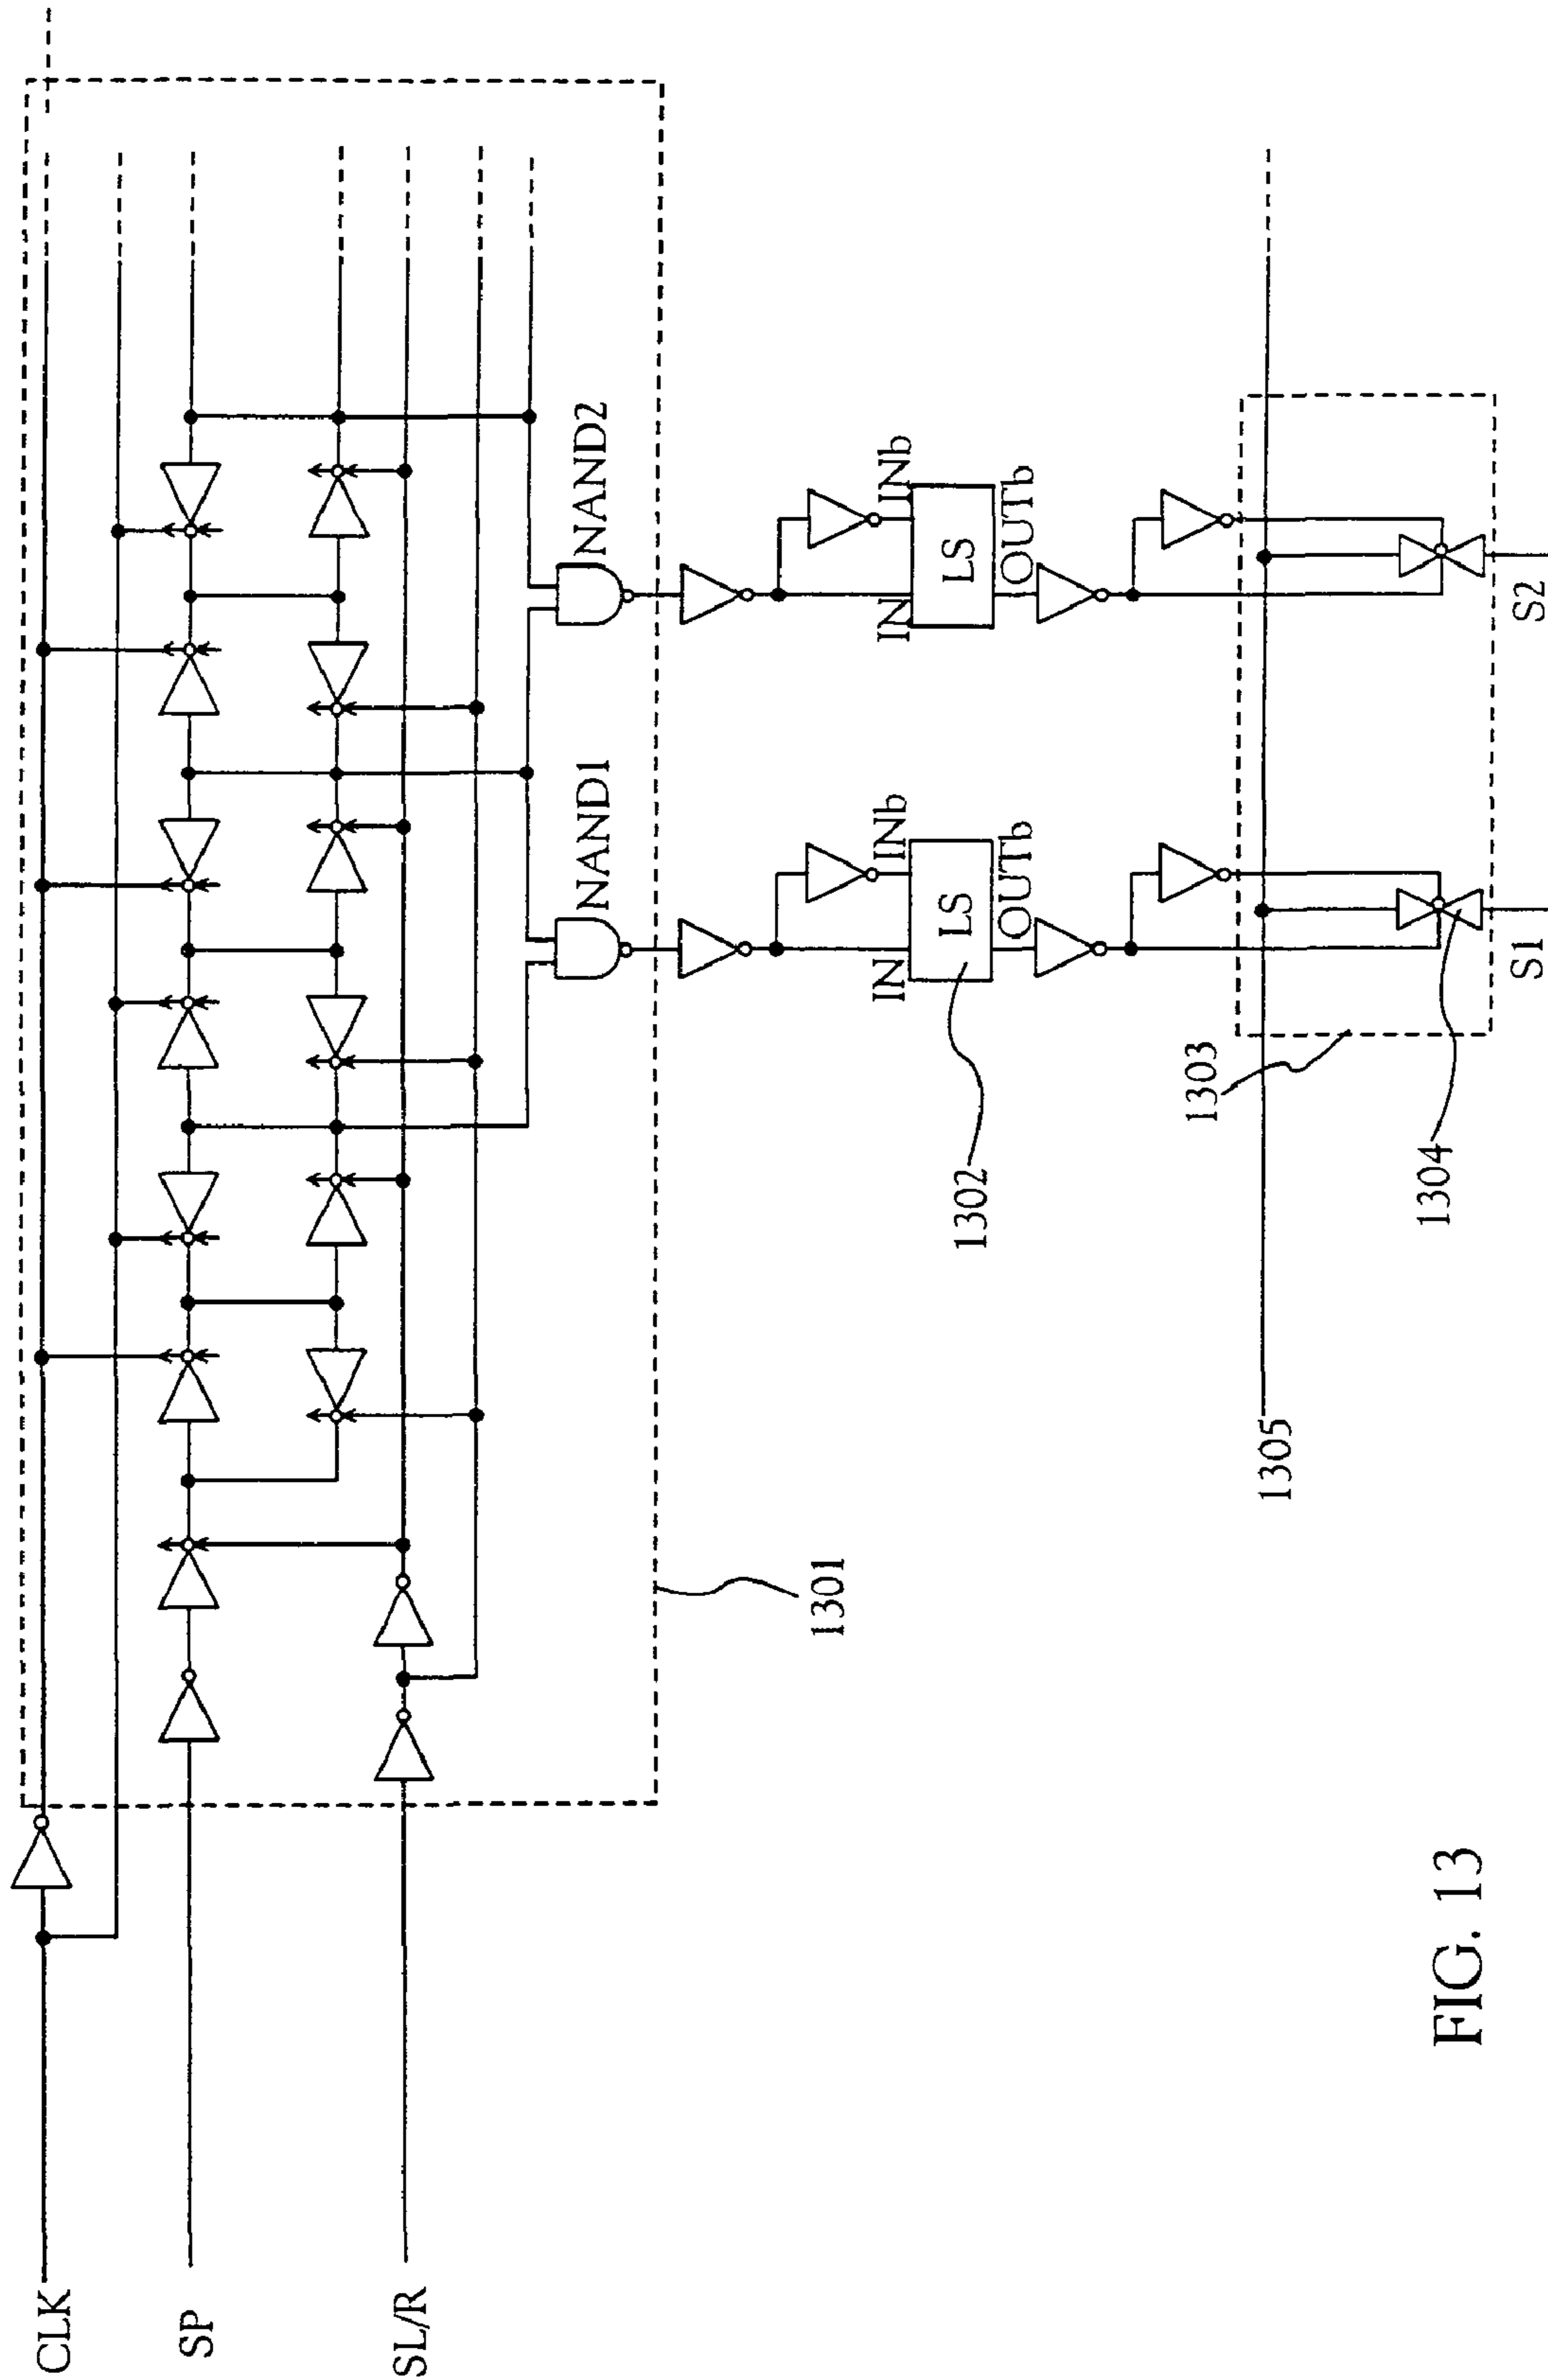 CLK
SP
SL/R
1301
NAND1
NAND2
IN
INb
LS
OUTb
1302
IN
INb
LS
OUTb
1303
1304
1305
S1
S2
FIG. 13